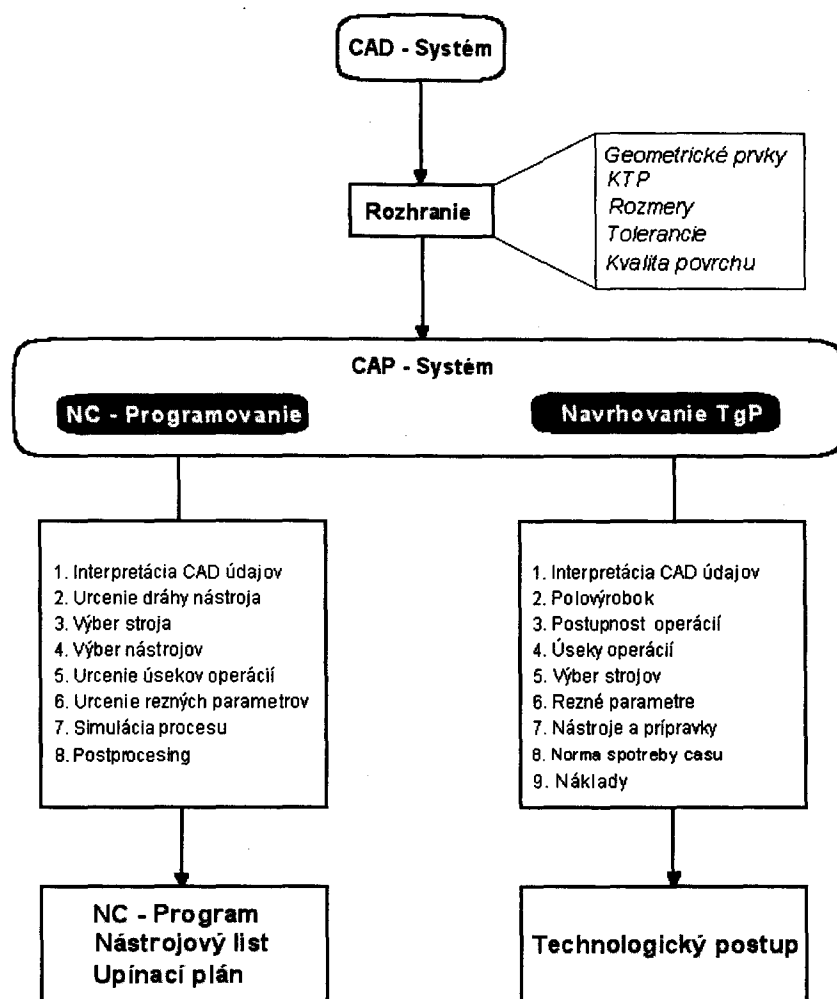 CAD - Systém
Rozhranie
Geometrické prvky
KTP
Rozmery
Tolerancie
Kvalita povrchu
CAP - Systém
NC - Programovanie
Navrhovanie TgP
1. Interpretácia CAD údajov
2. Urcenie dráhy nástroja
3. Výber stroja
4. Výber nástrojov
5. Urcenie úsekov operácií
6. Urcenie rezných parametrov
7. Simulácia procesu
8. Postprocesing
1. Interpretácia CAD údajov
2. Polovýrobok
3. Postupnost operácií
4. Úseky operácií
5. Výber strojov
6. Rezné parametre
7. Nástroje a prípravky
8. Norma spotreby casu
9. Náklady
NC - Program
Nástrojový list
Upínací plán
Technologický postup